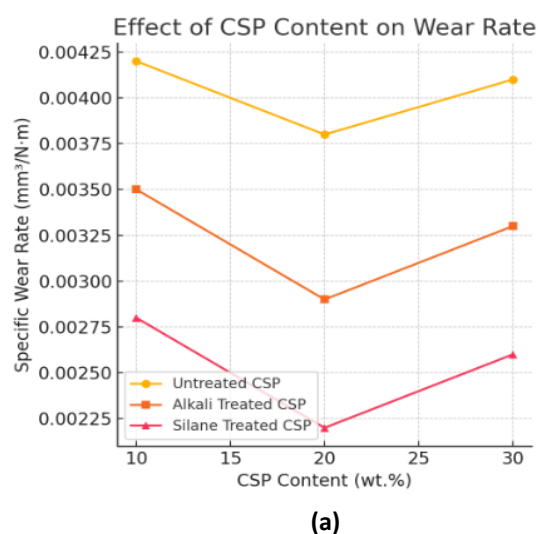 Effect of CSP Content on Wear Rate
Specific Wear Rate (mm³/N·m)
0.00425
0.00400
0.00375
0.00350
0.00325
0.00300
0.00275
0.00250
0.00225
Untreated CSP
Alkali Treated CSP
Silane Treated CSP
10 15 20 25 30
CSP Content (wt.%)
(a)